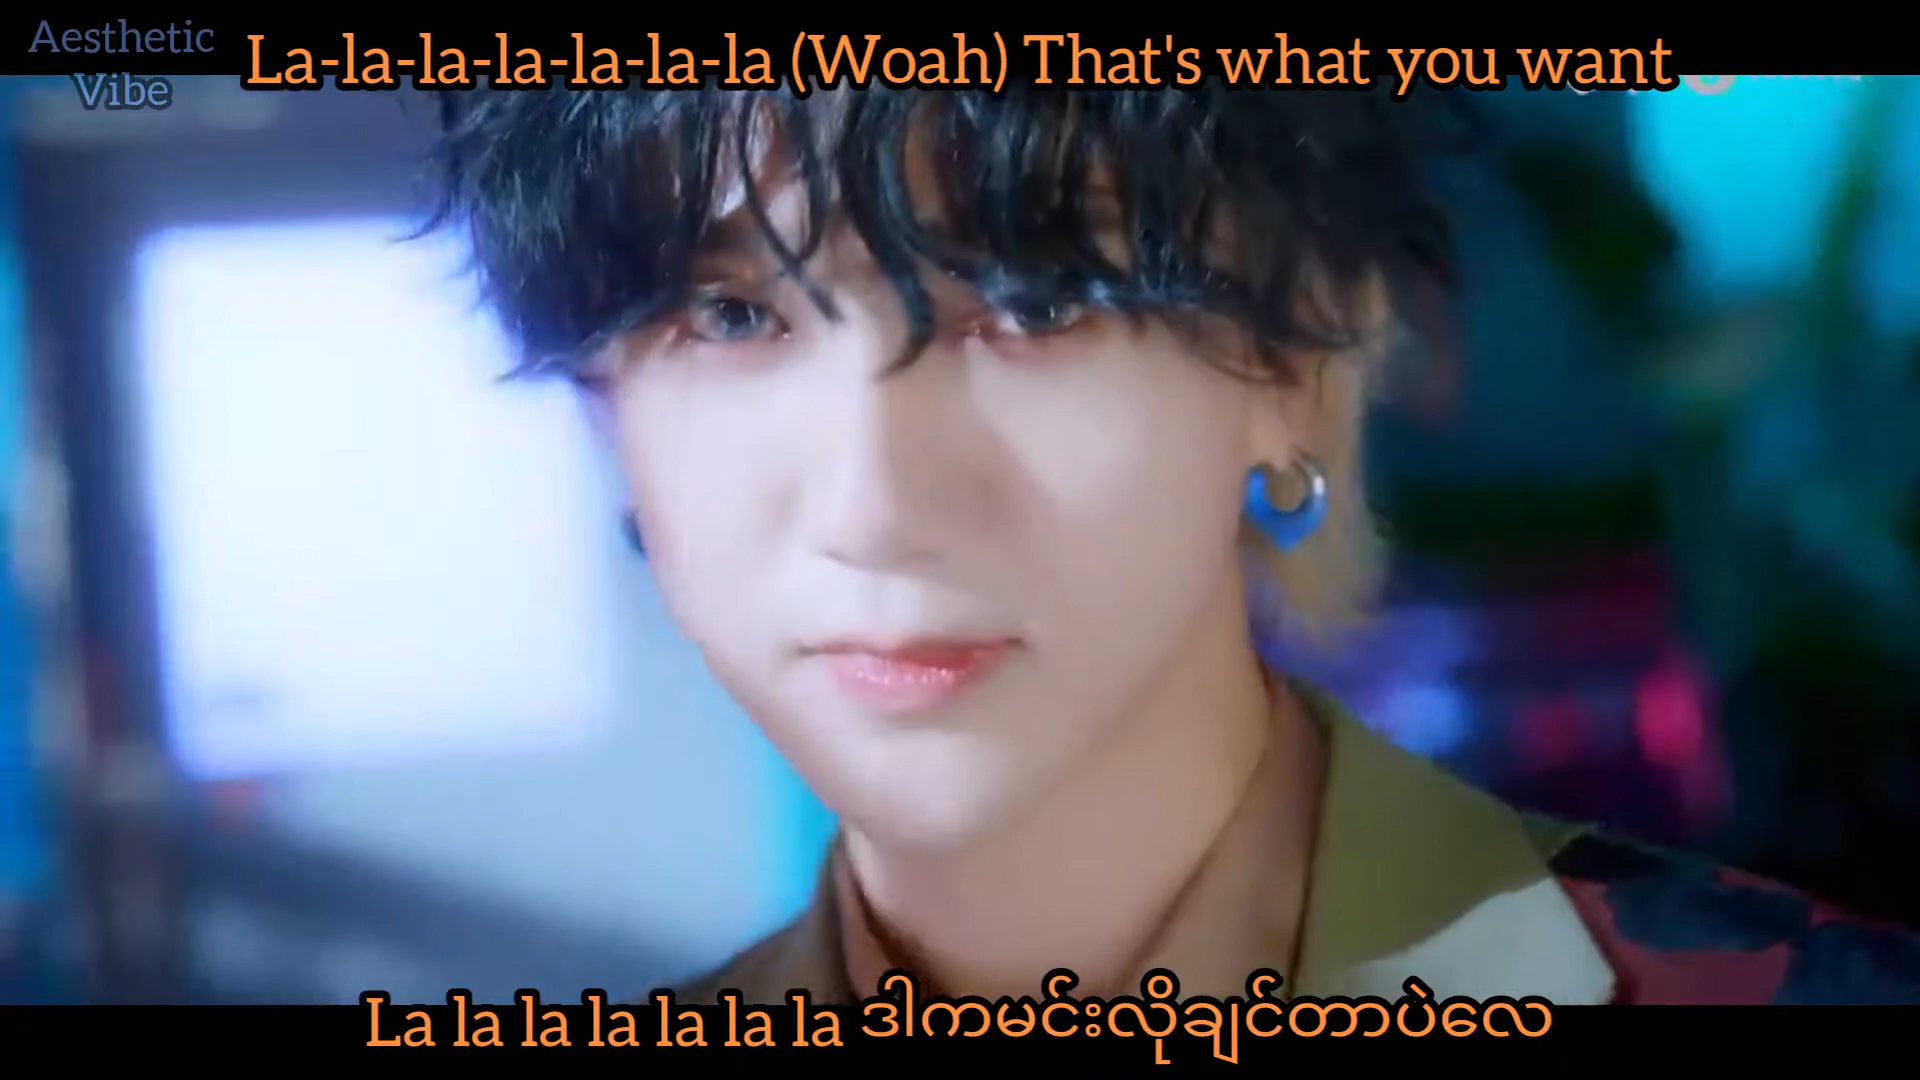 Aesthetic
Vibe
La-la-la-la-la-la-la (Woah) That's what you want
La la la la la la la ဒါကမင်းလိုချင်တာပဲလေ